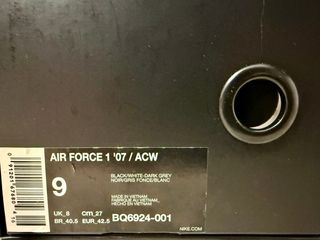 AIR FORCE 1 '07 / ACW
9
BLACK/WHITE-DARK GREY
NOIR/GRIS FONCE/BLANC
MADE IN VIETNAM
FABRIQUE AU VIETNAM
HECHO EN VIETNAM
UK_8 cm_27
BR_40.5 EUR_42.5
BQ6924-001
NIKE.COM